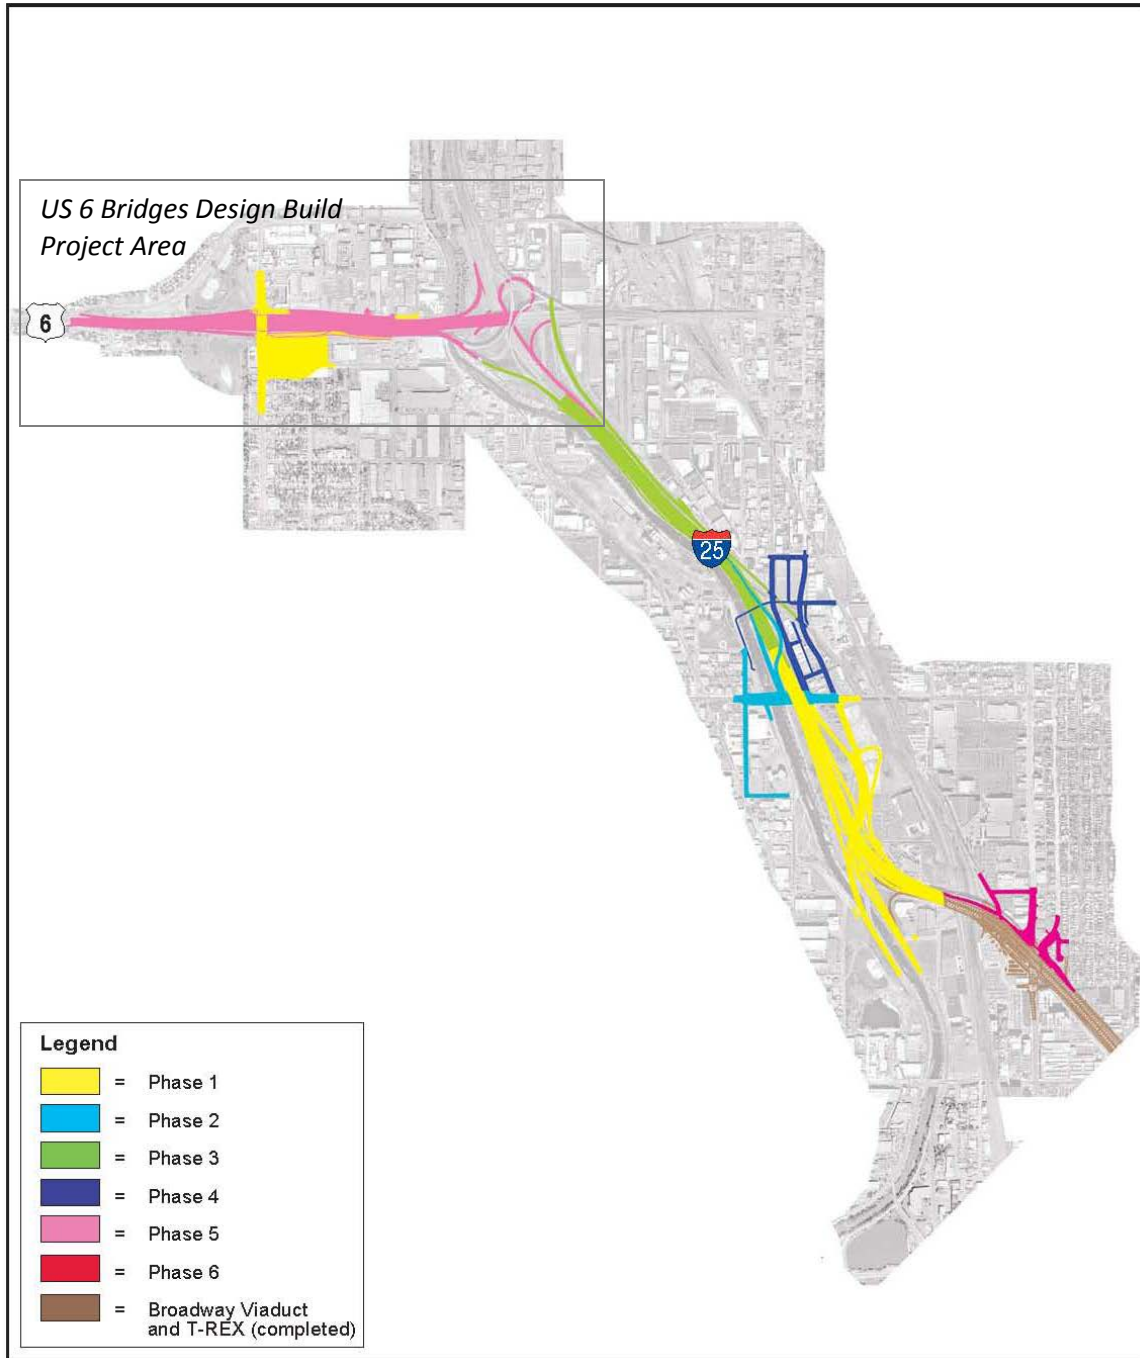 US 6 Bridges Design Build
Project Area
6
25
Legend
= Phase 1
= Phase 2
= Phase 3
= Phase 4
= Phase 5
= Phase 6
= Broadway Viaduct
and T-REX (completed)